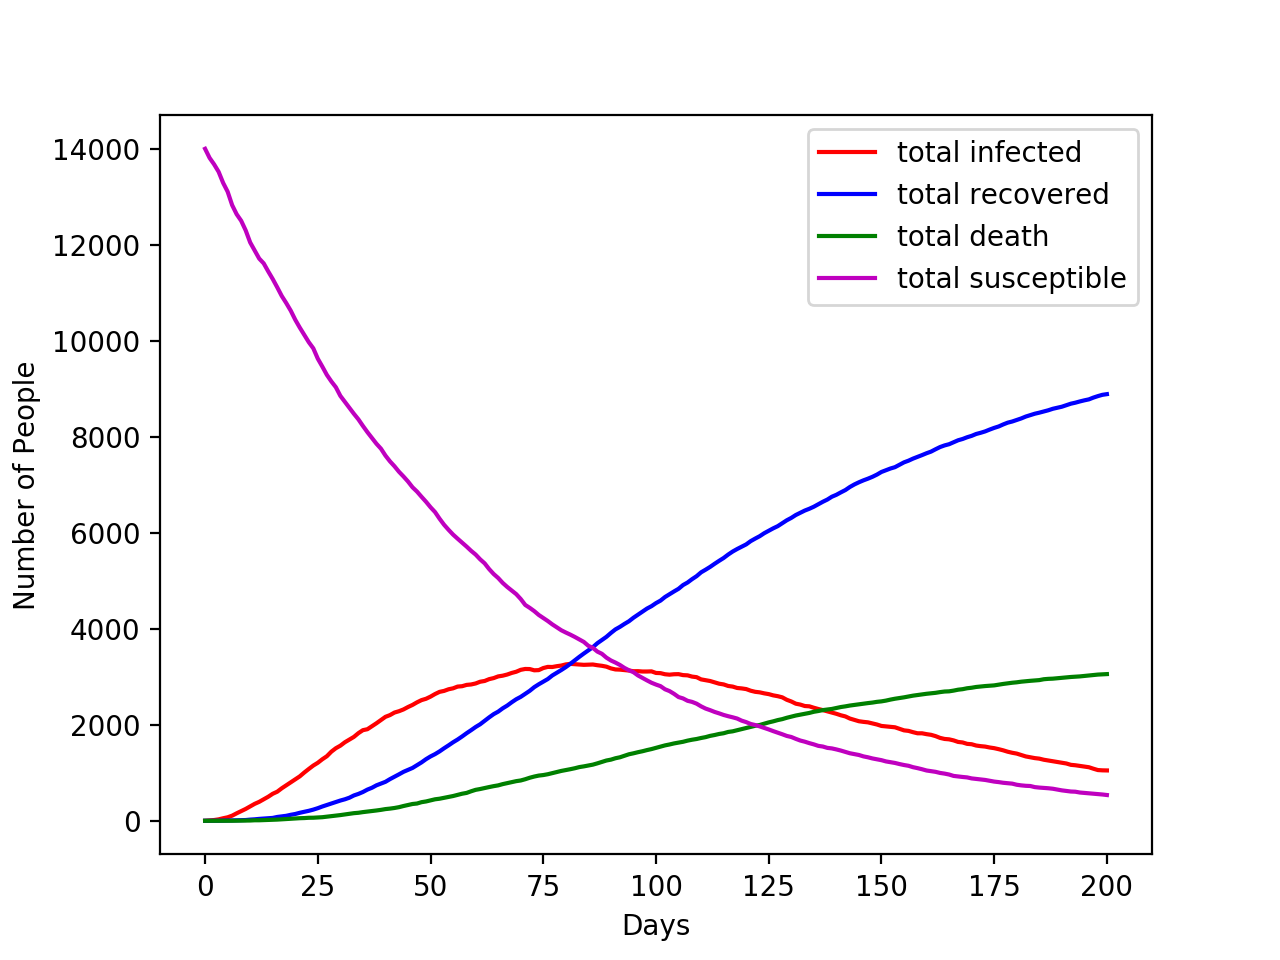 total infected
total recovered
total death
total susceptible
14000
12000
10000
8000
6000
4000
2000
0
Number of People
0 25 50 75 100 125 150 175 200
Days